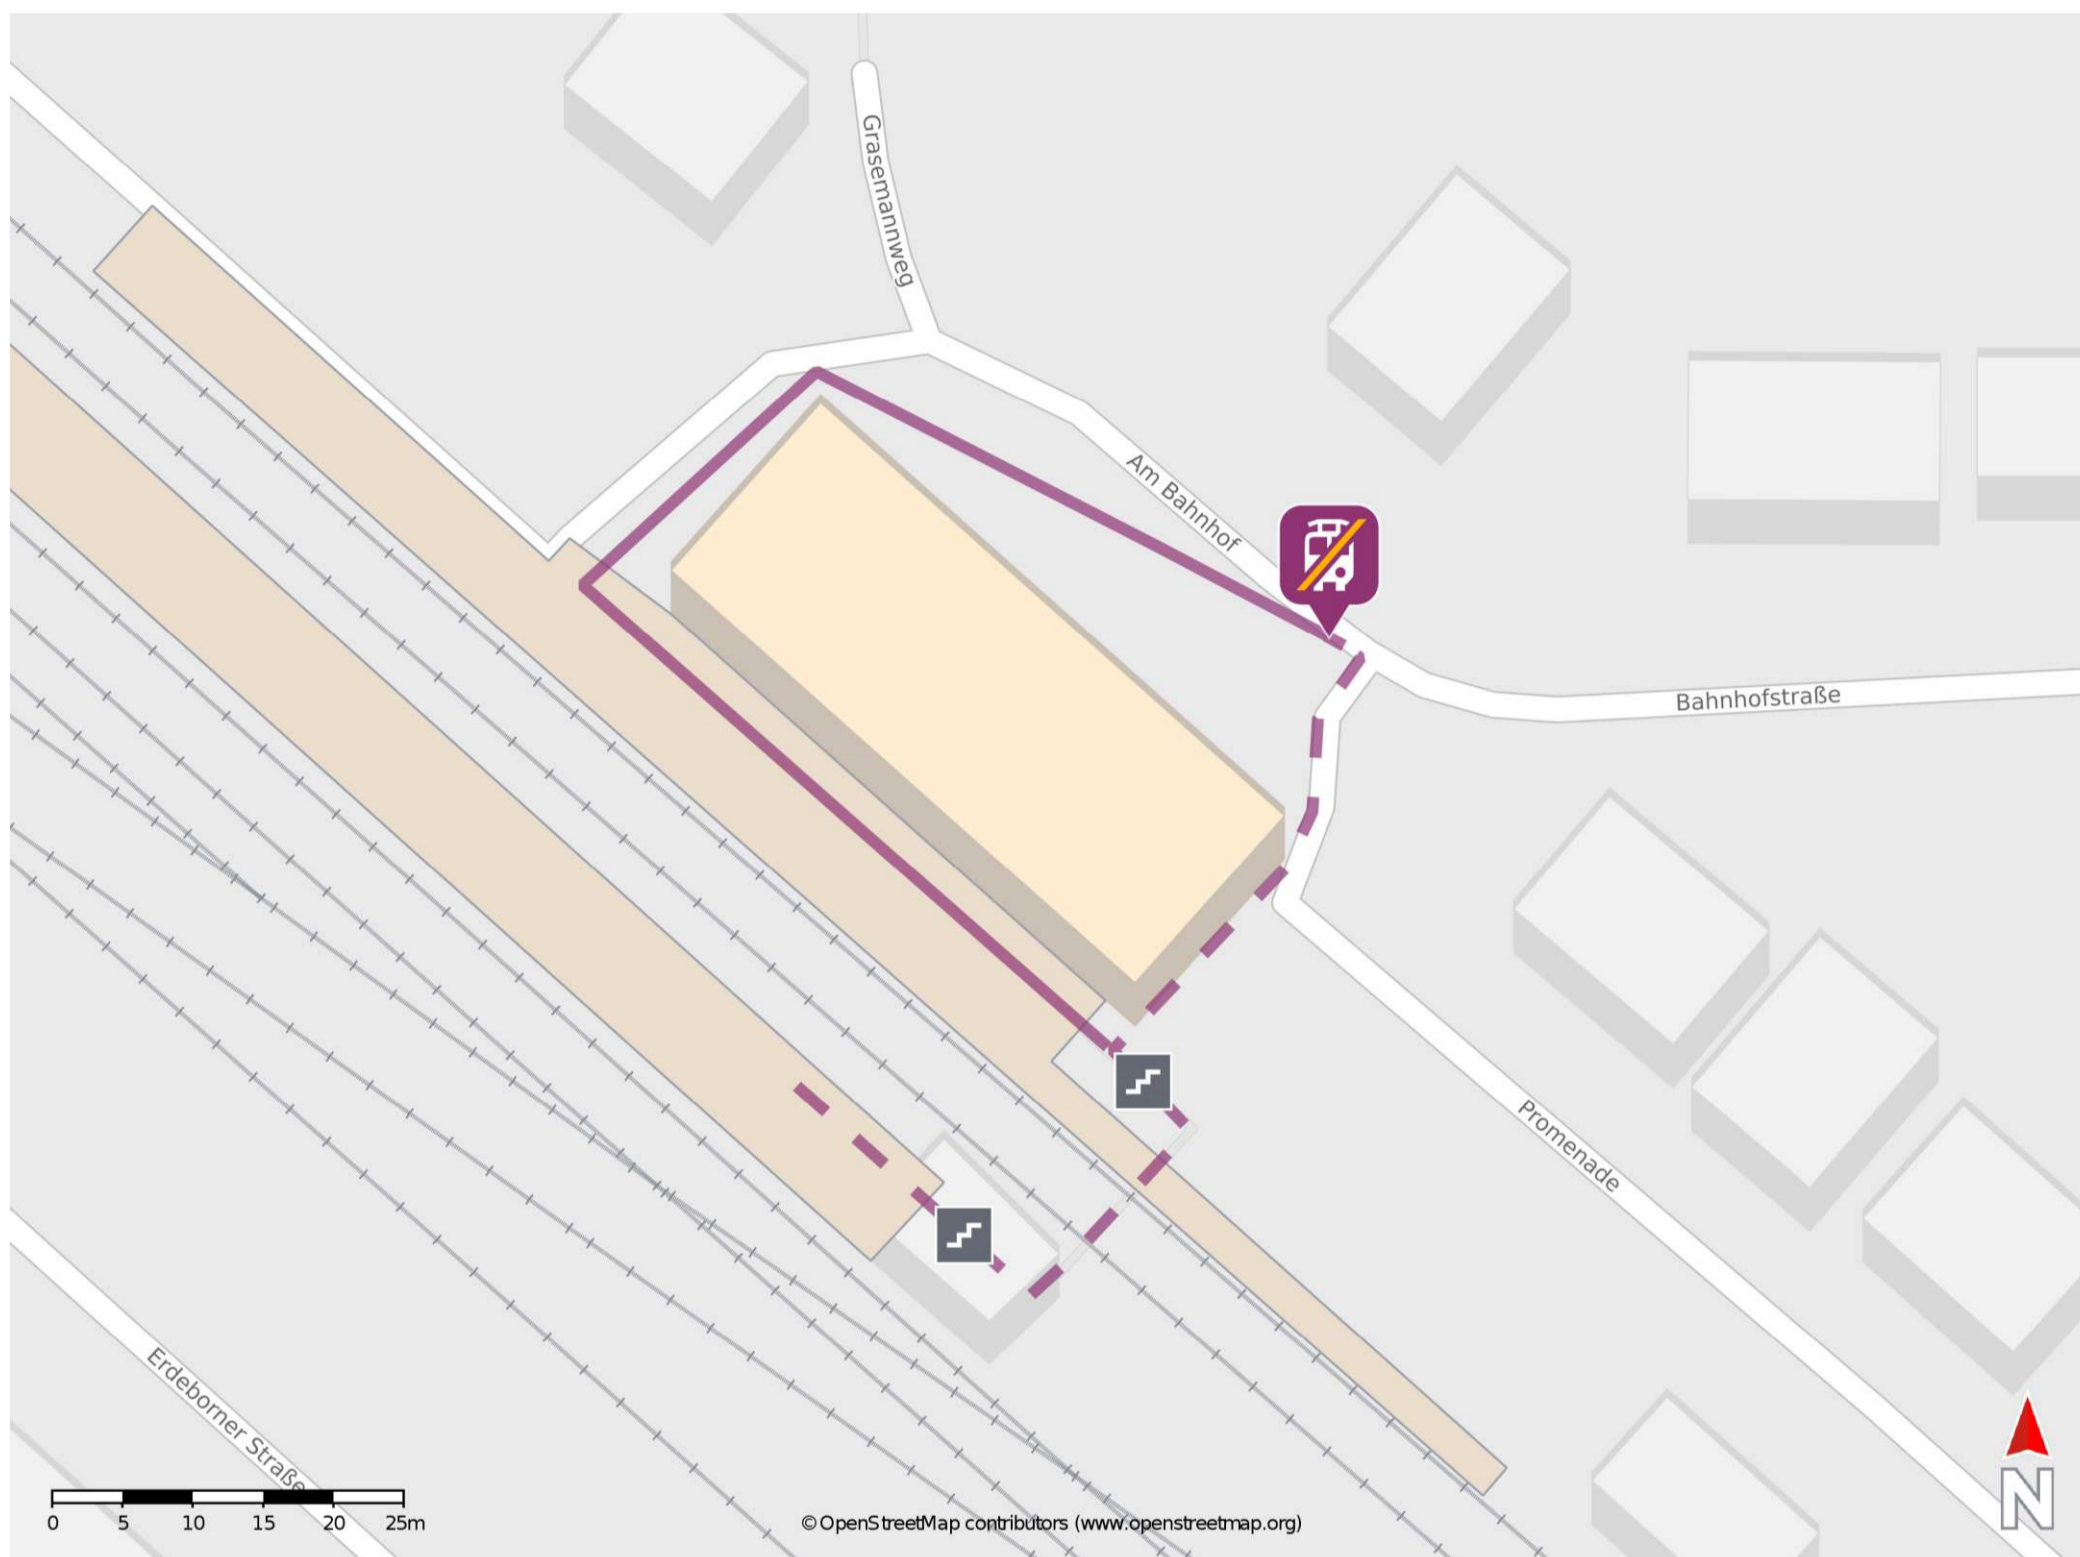 Grasemannweg
Am Bahnhof
Bahnhofstraße
Promenade
Erdeborner Straße
0 5 10 15 20 25m
©OpenStreetMap contributors (www.openstreetmap.org)
N